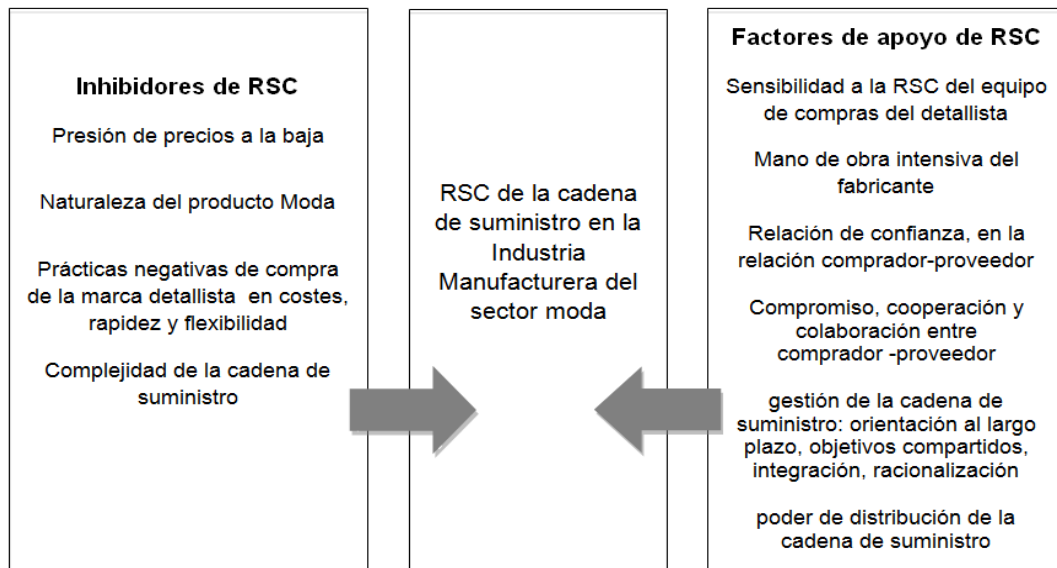 Inhibidores de RSC
Presión de precios a la baja
Naturaleza del producto Moda
Prácticas negativas de compra
de la marca detallista en costes,
rapidez y flexibilidad
Complejidad de la cadena de
suministro
RSC de la cadena
de suministro en la
Industria
Manufacturera del
sector moda
Factores de apoyo de RSC
Sensibilidad a la RSC del equipo
de compras del detallista
Mano de obra intensiva del
fabricante
Relación de confianza, en la
relación comprador-proveedor
Compromiso, cooperación y
colaboración entre
comprador -proveedor
gestión de la cadena de
suministro: orientación al largo
plazo, objetivos compartidos,
integración, racionalización
poder de distribución de la
cadena de suministro